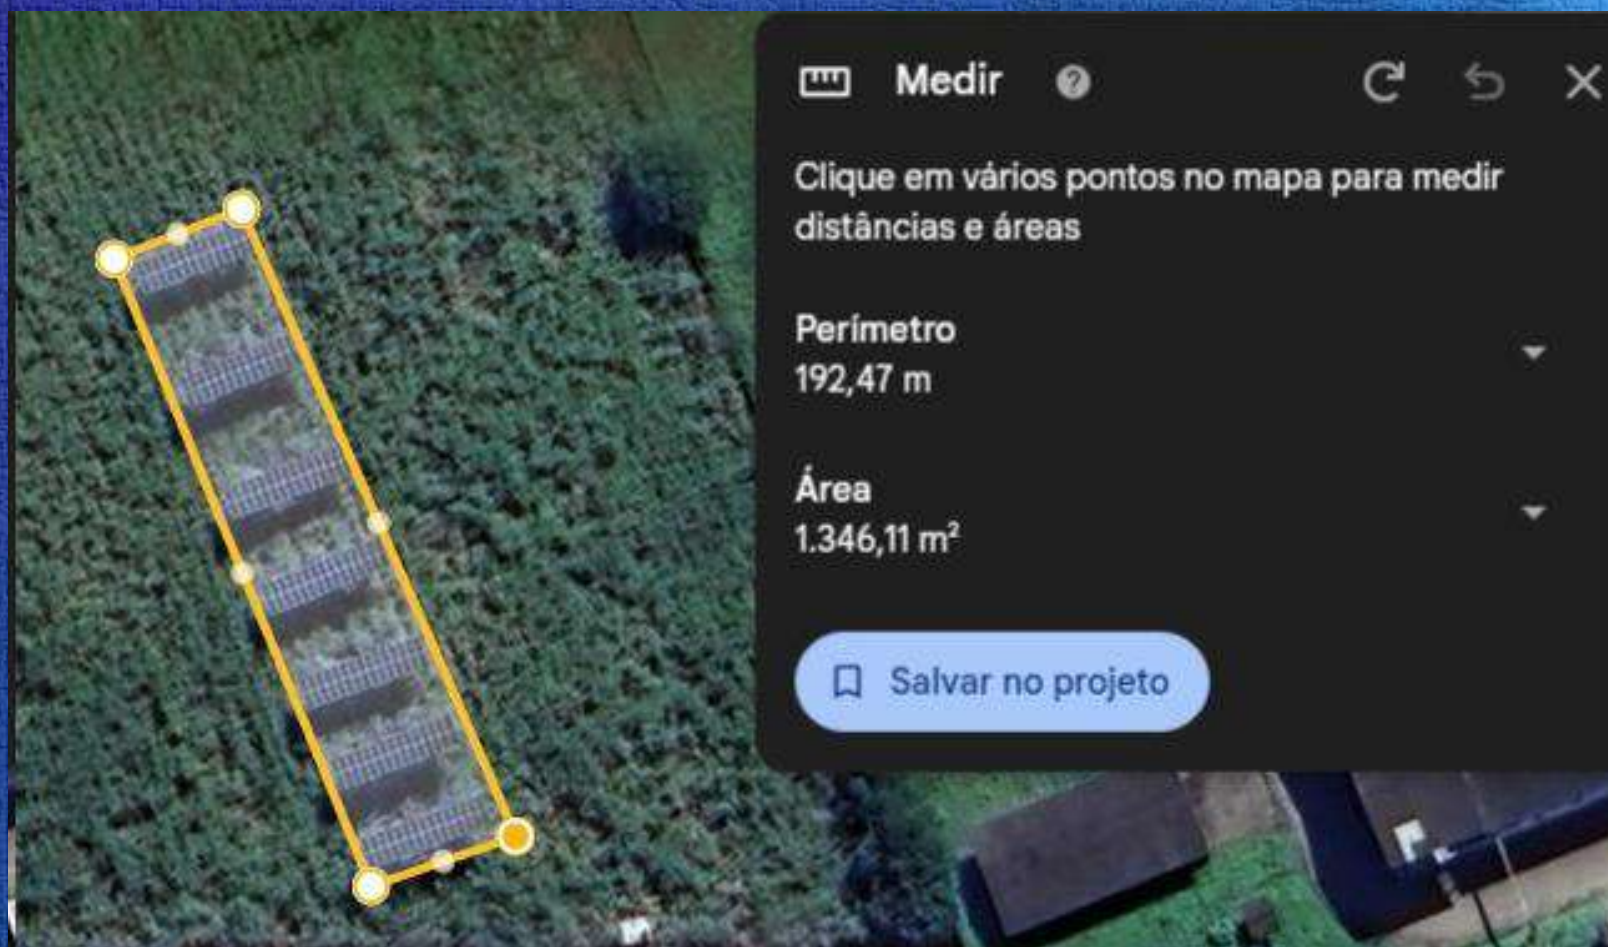 Medir
Clique em vários pontos no mapa para medir
distâncias e áreas
Perímetro
192,47 m
Área
1.346,11 m²
Salvar no projeto